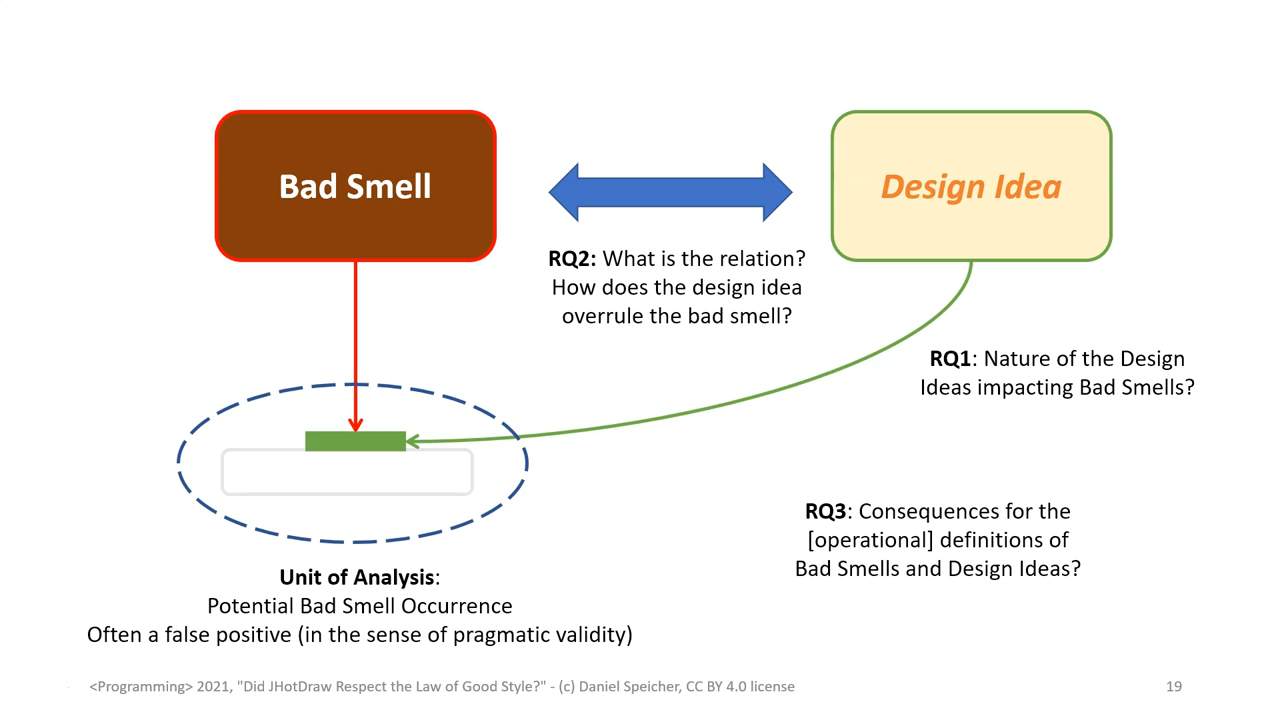 Bad Smell
Design Idea
RQ2: What is the relation?
How does the design idea
overrule the bad smell?
RQ1: Nature of the Design
Ideas impacting Bad Smells?
RQ3: Consequences for the
[operational] definitions of
Bad Smells and Design Ideas?
Unit of Analysis:
Potential Bad Smell Occurrence
Often a false positive (in the sense of pragmatic validity)
<Programming> 2021, "Did JHotDraw Respect the Law of Good Style?" - (c) Daniel Speicher, CC BY 4.0 license
19